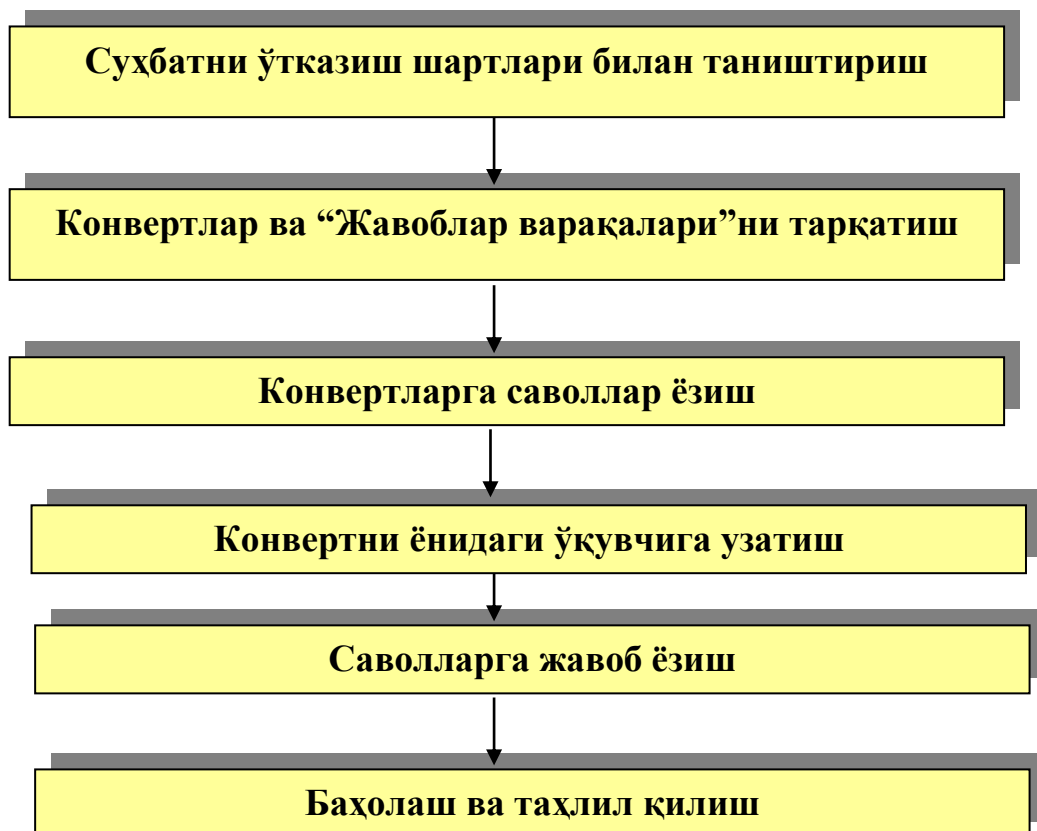 Суҳбатни ўтказиш шартлари билан таништириш
Конвертлар ва “Жавоблар варақалари”ни тарқатиш
Конвертларга саволлар ёзиш
Конвертни ёнидаги ўқувчига узатиш
Саволларга жавоб ёзиш
Баҳолаш ва таҳлил қилиш